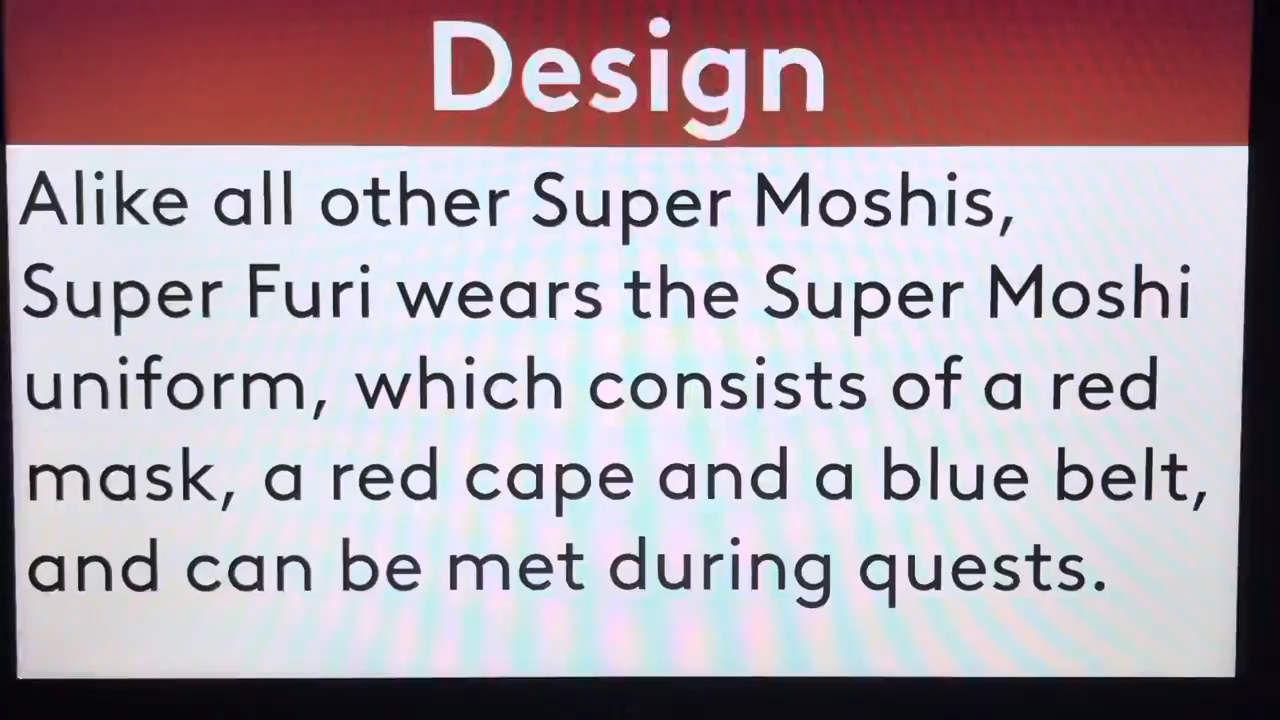 Design
Alike all other Super Moshis,
Super Furi wears the Super Moshi
uniform, which consists of a red
mask, a red cape and a blue belt,
and can be met during quests.